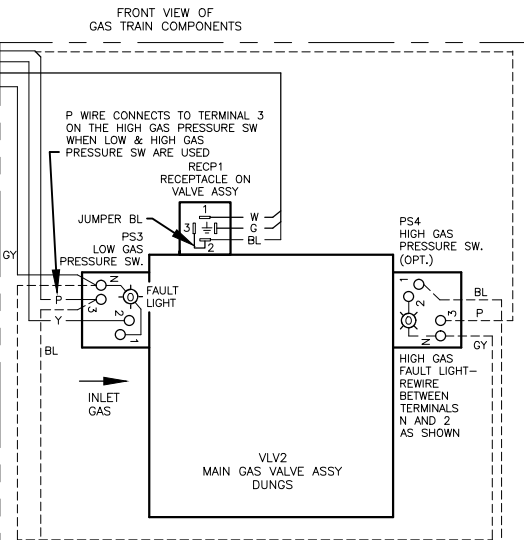 FRONT VIEW OF
GAS TRAIN COMPONENTS
P WIRE CONNECTS TO TERMINAL 3
ON THE HIGH GAS PRESSURE SW
WHEN LOW & HIGH GAS
PRESSURE SW ARE USED
RECP1
RECEPTACLE ON
VALVE ASSY
1
3
2
W
G
BL
JUMPER BL
PS3
LOW GAS
PRESSURE SW.
GY
N
P
3
Y
2
1
FAULT
LIGHT
BL
INLET
GAS
PS4
HIGH GAS
PRESSURE SW.
(OPT.)
1
2
3
N
BL
P
GY
HIGH GAS
FAULT LIGHT-
REWIRE
BETWEEN
TERMINALS
N AND 2
AS SHOWN
VLV2
MAIN GAS VALVE ASSY
DUNGS